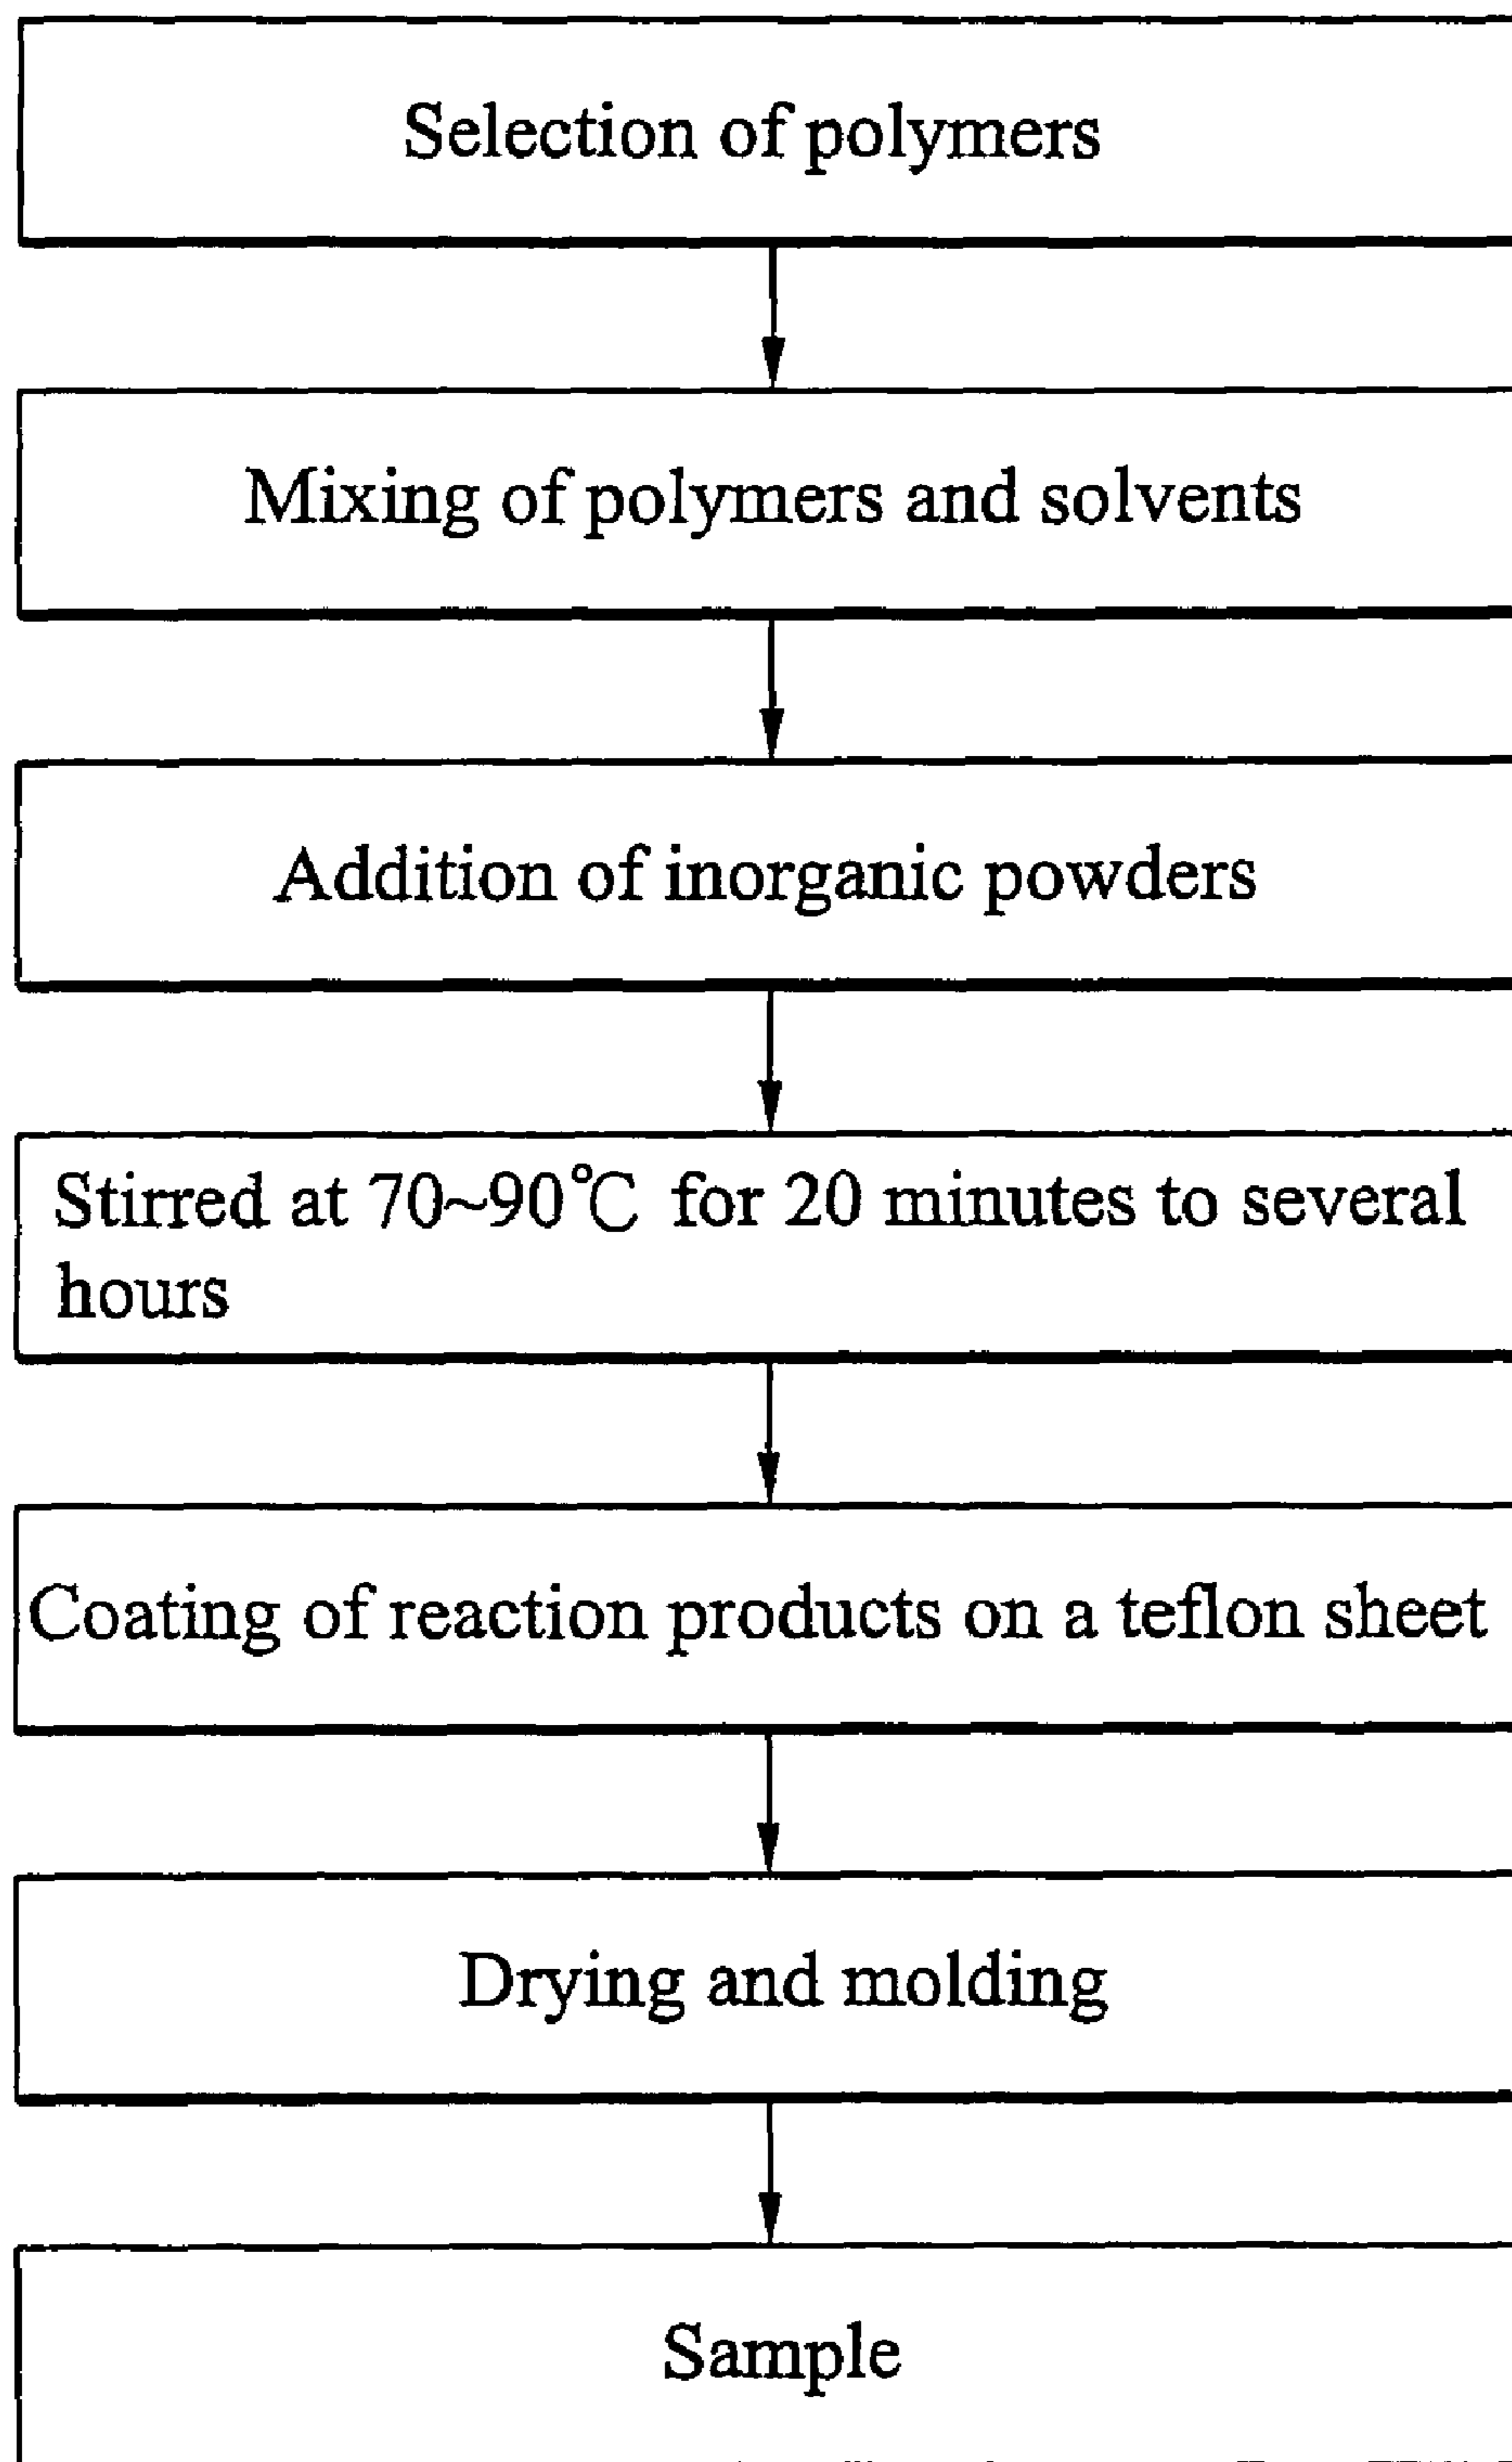 Selection of polymers
Mixing of polymers and solvents
Addition of inorganic powders
Stirred at 70~90℃ for 20 minutes to several
hours
Coating of reaction products on a teflon sheet
Drying and molding
Sample